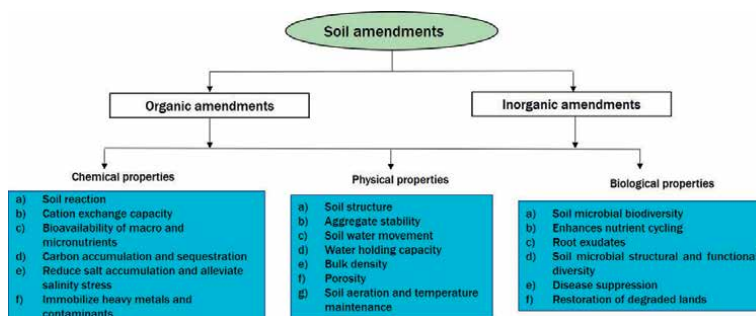 Soil amendments
Organic amendments
Inorganic amendments
Chemical properties
a) Soil reaction
b) Cation exchange capacity
c) Bioavailability of macro and
micronutrients
d) Carbon accumulation and sequestration
e) Reduce salt accumulation and alleviate
salinity stress
f) Immobilize heavy metals and
contaminants
Physical properties
a) Soil structure
b) Aggregate stability
c) Soil water movement
d) Water holding capacity
e) Bulk density
f) Porosity
g) Soil aeration and temperature
maintenance
Biological properties
a) Soil microbial biodiversity
b) Enhances nutrient cycling
c) Root exudates
d) Soil microbial structural and functiona
diversity
e) Disease suppression
f) Restoration of degraded lands